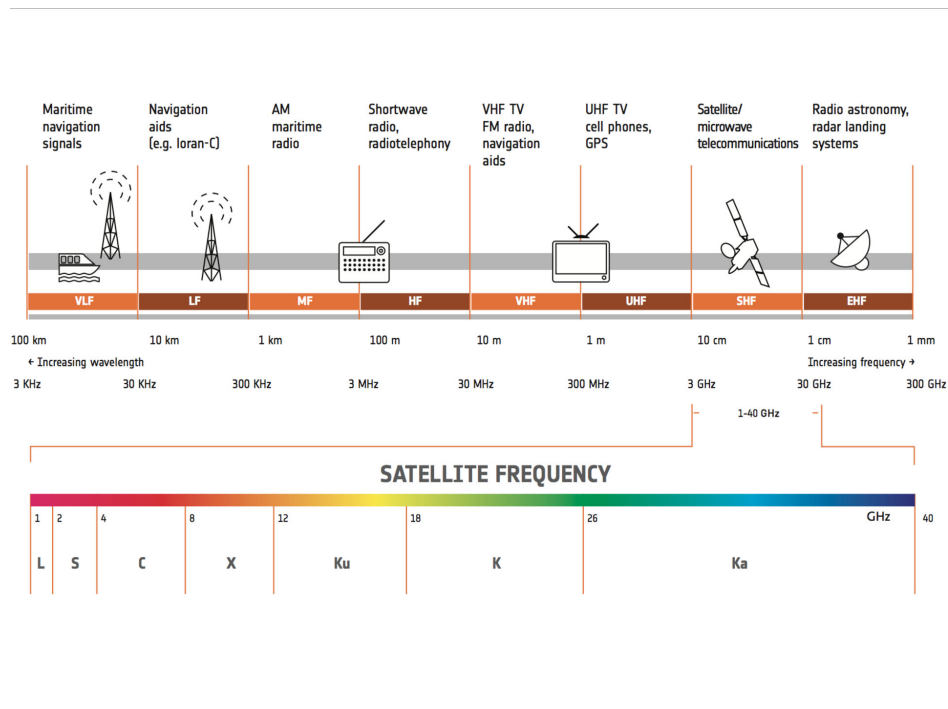 Maritime
navigation
signals
Navigation
aids
(e.g. loran-C)
AM
maritime
radio
Shortwave
radio,
radiotelephony
VHF TV
FM radio,
navigation
aids
UHF TV
cell phones,
GPS
Satellite/
microwave
telecommunications
Radio astronomy,
radar landing
systems
VLF LF MF HF VHF UHF SHF EHF
100 km 10 km 1 km 100 m 10 m 1 m 10 cm 1 cm 1 mm
← Increasing wavelength Increasing frequency →
3 KHz 30 KHz 300 KHz 3 MHz 30 MHz 300 MHz 3 GHz 30 GHz 300 GHz
1-40 GHz
SATELLITE FREQUENCY
1 2 4 8 12 18 26 GHz 40
L S C X Ku K Ka